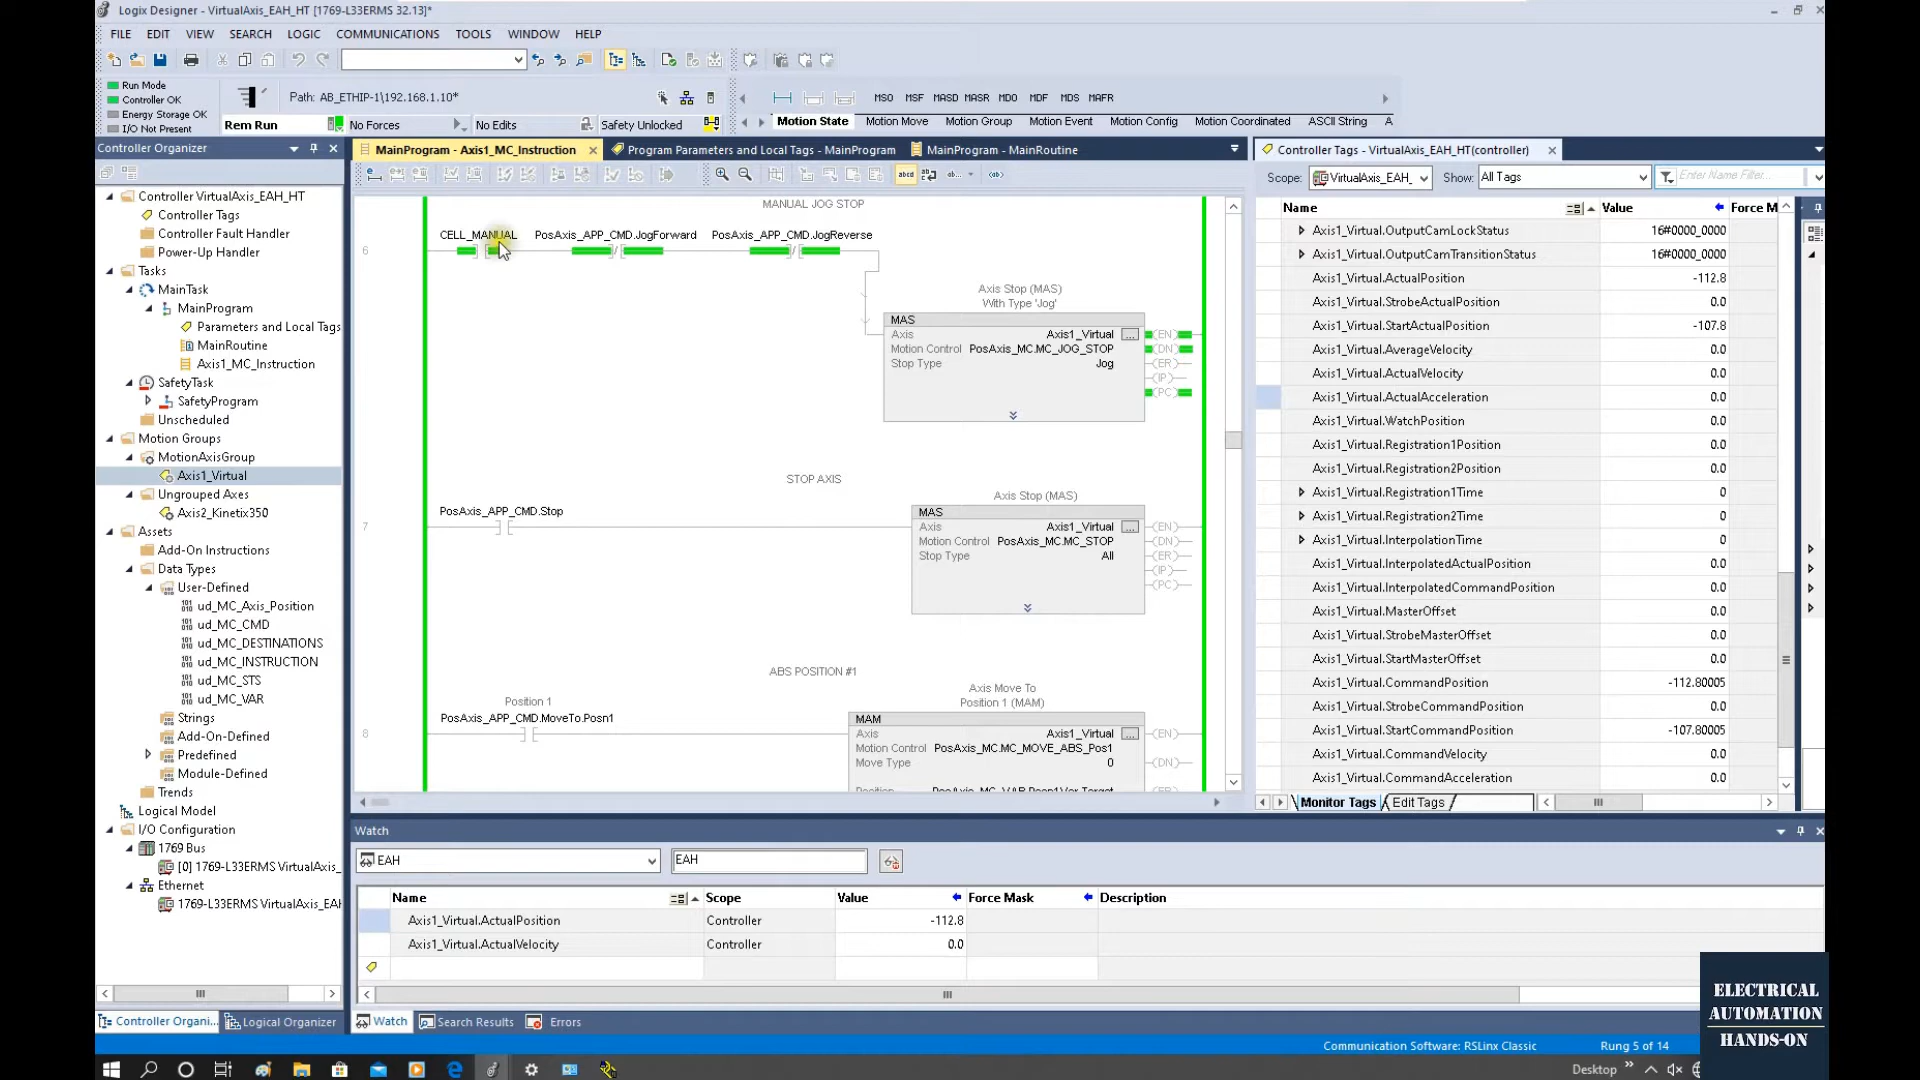 Logix Designer - VirtualAxis_EAH_HT [1769-L33ERMS 32.13]*
FILE EDIT VIEW SEARCH LOGIC COMMUNICATIONS TOOLS WINDOW HELP
Run Mode
Controller OK
Energy Storage OK
I/O Not Present
Path: AB_ETHIP-1\192.168.1.10*
Rem Run No Forces No Edits Safety Unlocked
MSO MSF MASD MASR MDO MDF MDS MAFR
Motion State Motion Move Motion Group Motion Event Motion Config Motion Coordinated ASCII String A
Controller Organizer
Controller VirtualAxis_EAH_HT
Controller Tags
Controller Fault Handler
Power-Up Handler
Tasks
MainTask
MainProgram
Parameters and Local Tags
MainRoutine
Axis1_MC_Instruction
SafetyTask
SafetyProgram
Unscheduled
Motion Groups
MotionAxisGroup
Axis1_Virtual
Ungrouped Axes
Axis2_Kinetix350
Assets
Add-On Instructions
Data Types
User-Defined
ud_MC_Axis_Position
ud_MC_CMD
ud_MC_DESTINATIONS
ud_MC_INSTRUCTION
ud_MC_STS
ud_MC_VAR
Strings
Add-On-Defined
Predefined
Module-Defined
Trends
Logical Model
I/O Configuration
1769 Bus
[0] 1769-L33ERMS VirtualAxis_
Ethernet
1769-L33ERMS VirtualAxis_EAH
Controller Organi... Logical Organizer
MainProgram - Axis1_MC_Instruction Program Parameters and Local Tags - MainProgram MainProgram - MainRoutine
MANUAL JOG STOP
CELL_MANUAL PosAxis_APP_CMD.JogForward PosAxis_APP_CMD.JogReverse
6
Axis Stop (MAS)
With Type 'Jog'
MAS
Axis Axis1_Virtual ... (EN)
Motion Control PosAxis_MC.MC_JOG_STOP (DN)
Stop Type Jog (ER)
(IP)
(PC)
STOP AXIS
Axis Stop (MAS)
PosAxis_APP_CMD.Stop
7
MAS
Axis Axis1_Virtual ... (EN)
Motion Control PosAxis_MC.MC_STOP (DN)
Stop Type All (ER)
(IP)
(PC)
ABS POSITION #1
Axis Move To
Position 1 (MAM)
Position 1
PosAxis_APP_CMD.MoveTo.Posn1
8
MAM
Axis Axis1_Virtual ... (EN)
Motion Control PosAxis_MC.MC_MOVE_ABS_Pos1
Move Type 0 (DN)
Controller Tags - VirtualAxis_EAH_HT(controller)
Scope: VirtualAxis_EAH_ Show: All Tags Enter Name Filter...
Name Value Force M
Axis1_Virtual.OutputCamLockStatus 16#0000_0000
Axis1_Virtual.OutputCamTransitionStatus 16#0000_0000
Axis1_Virtual.ActualPosition -112.8
Axis1_Virtual.StrobeActualPosition 0.0
Axis1_Virtual.StartActualPosition -107.8
Axis1_Virtual.AverageVelocity 0.0
Axis1_Virtual.ActualVelocity 0.0
Axis1_Virtual.ActualAcceleration 0.0
Axis1_Virtual.WatchPosition 0.0
Axis1_Virtual.Registration1Position 0.0
Axis1_Virtual.Registration2Position 0.0
Axis1_Virtual.Registration1Time 0
Axis1_Virtual.Registration2Time 0
Axis1_Virtual.InterpolationTime 0
Axis1_Virtual.InterpolatedActualPosition 0.0
Axis1_Virtual.InterpolatedCommandPosition 0.0
Axis1_Virtual.MasterOffset 0.0
Axis1_Virtual.StrobeMasterOffset 0.0
Axis1_Virtual.StartMasterOffset 0.0
Axis1_Virtual.CommandPosition -112.80005
Axis1_Virtual.StrobeCommandPosition 0.0
Axis1_Virtual.StartCommandPosition -107.80005
Axis1_Virtual.CommandVelocity 0.0
Axis1_Virtual.CommandAcceleration 0.0
Monitor Tags Edit Tags
Watch
EAH EAH
Name Scope Value Force Mask Description
Axis1_Virtual.ActualPosition Controller -112.8
Axis1_Virtual.ActualVelocity Controller 0.0
Watch Search Results Errors
Communication Software: RSLinx Classic Rung 5 of 14
ELECTRICAL
AUTOMATION
HANDS-ON
Desktop